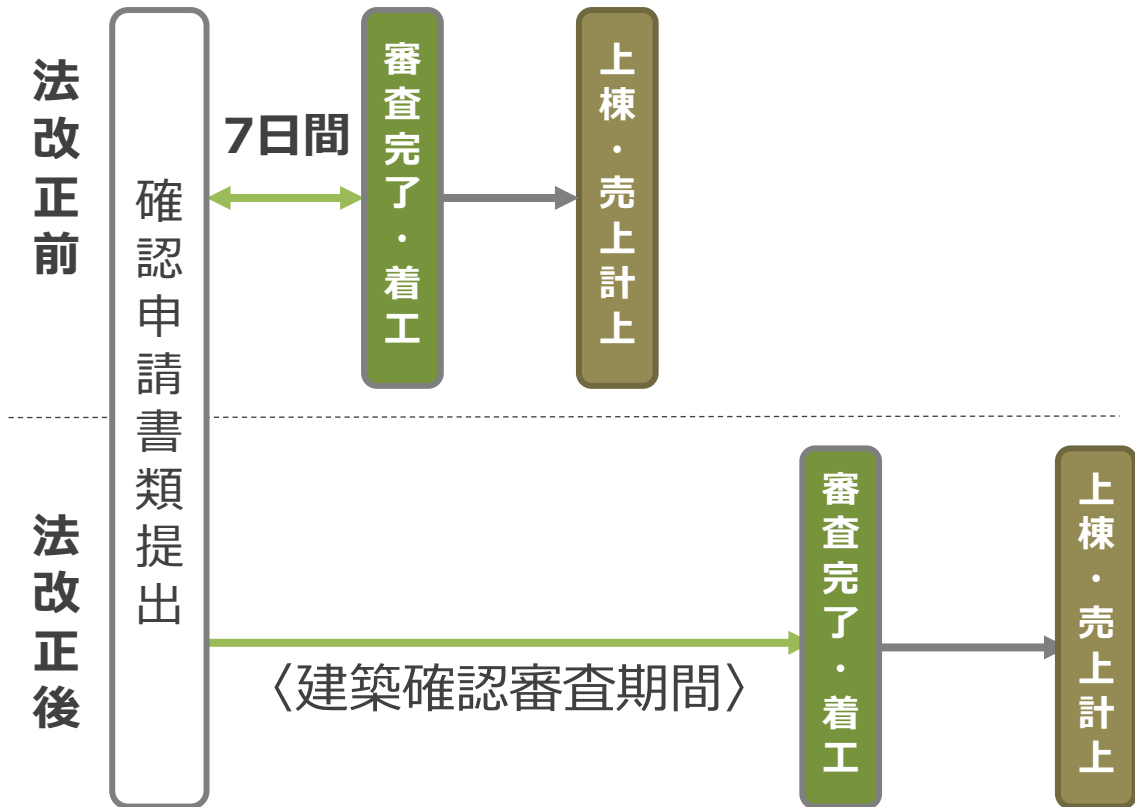 法改正前
確認申請書類提出
7日間
審査完了・着工
上棟・売上計上
法改正後
〈建築確認審査期間〉
審査完了・着工
上棟・売上計上